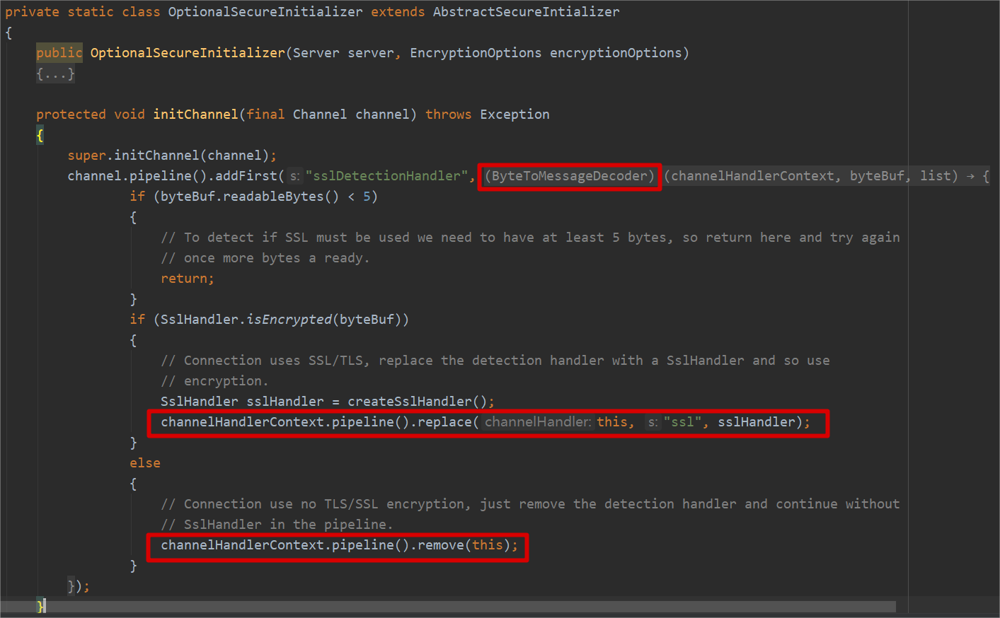 private static class OptionalSecureInitializer extends AbstractSecureIntializer
{
public OptionalSecureInitializer(Server server, EncryptionOptions encryptionOptions)
{...}
protected void initChannel(final Channel channel) throws Exception
{
super.initChannel(channel);
channel.pipeline().addFirst( s: "sslDetectionHandler", (ByteToMessageDecoder) (channelHandlerContext, byteBuf, list) → {
if (byteBuf.readableBytes() < 5)
{
// To detect if SSL must be used we need to have at least 5 bytes, so return here and try again
// once more bytes a ready.
return;
}
if (SslHandler.isEncrypted(byteBuf))
{
// Connection uses SSL/TLS, replace the detection handler with a SslHandler and so use
// encryption.
SslHandler sslHandler = createSslHandler();
channelHandlerContext.pipeline().replace( channelHandler: this, s: "ssl", sslHandler);
}
else
{
// Connection use no TLS/SSL encryption, just remove the detection handler and continue without
// SslHandler in the pipeline.
channelHandlerContext.pipeline().remove(this);
}
});
}